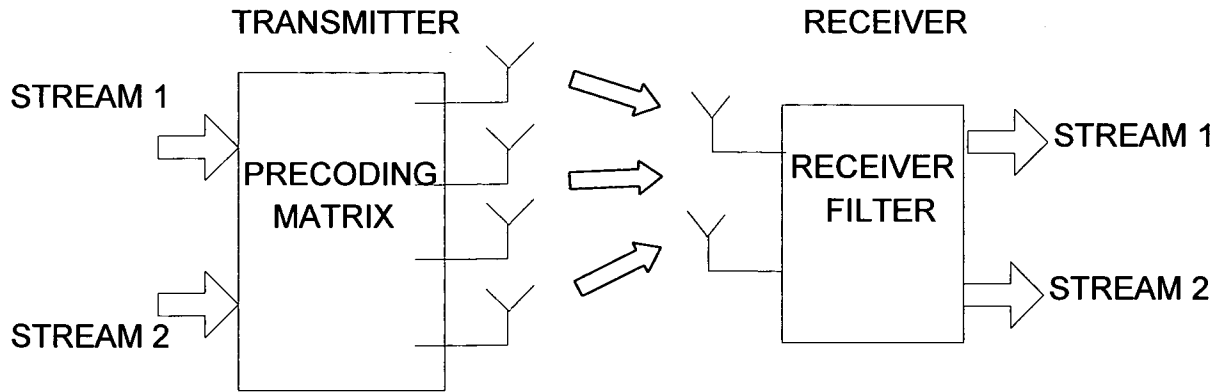 TRANSMITTER
RECEIVER
STREAM 1
PRECODING
MATRIX
STREAM 2
RECEIVER
FILTER
STREAM 1
STREAM 2